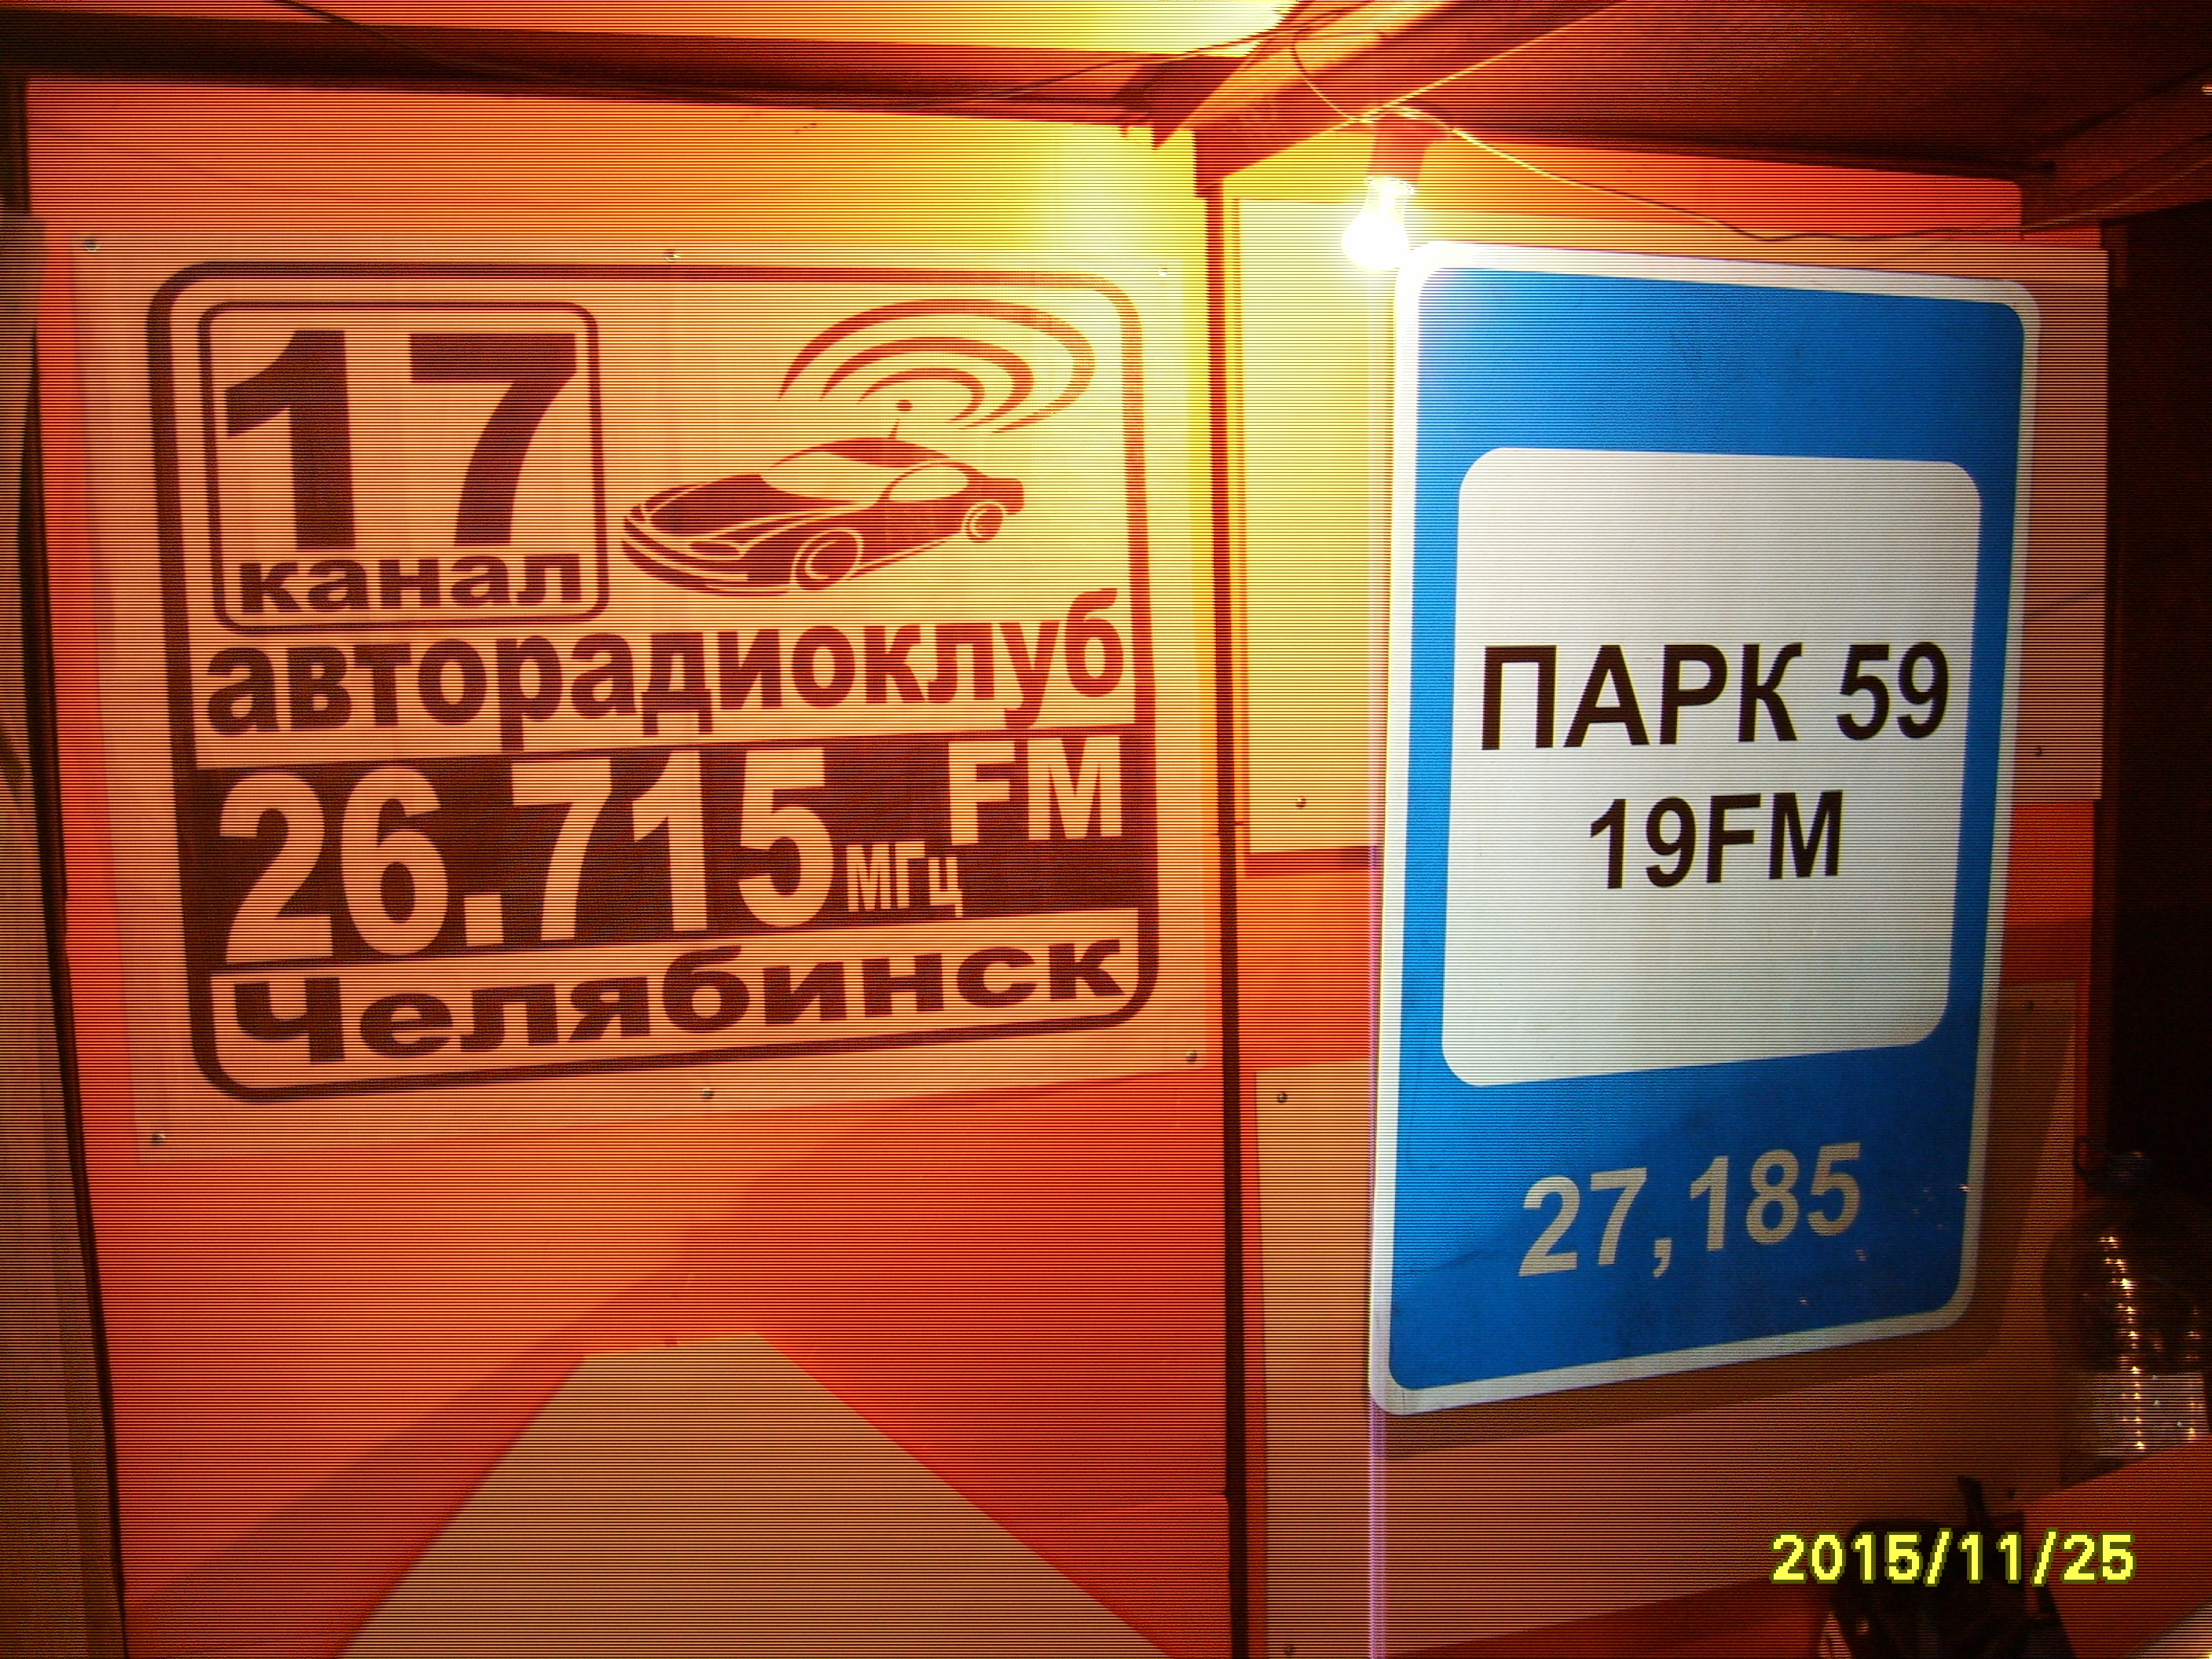 17
канал
авторадиоклуб
26.715 МГц FM
Челябинск
ПАРК 59
19FM
27,185
2015/11/25